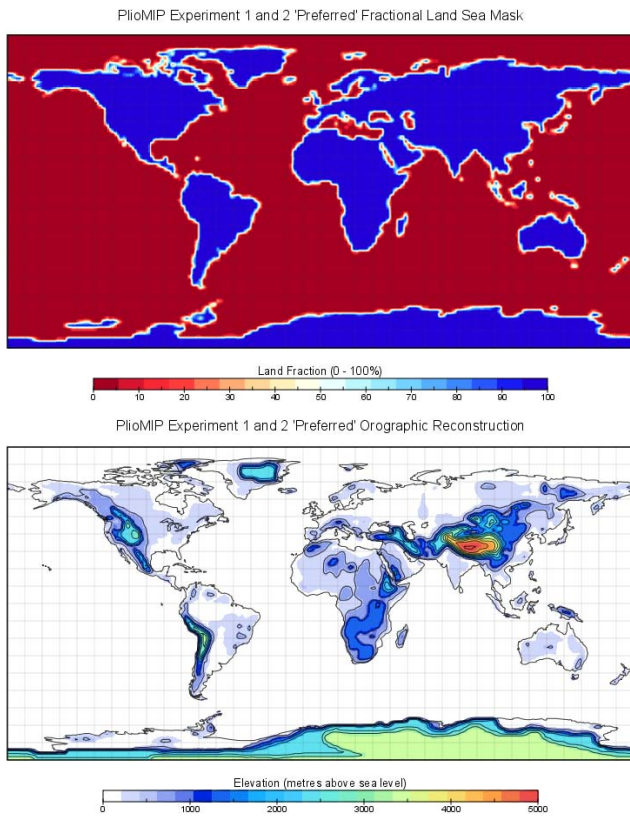 PlioMIP Experiment 1 and 2 'Preferred' Fractional Land Sea Mask
Land Fraction (0 - 100%)
0 10 20 30 40 50 60 70 80 90 100
PlioMIP Experiment 1 and 2 'Preferred' Orographic Reconstruction
Elevation (metres above sea level)
0 1000 2000 3000 4000 5000